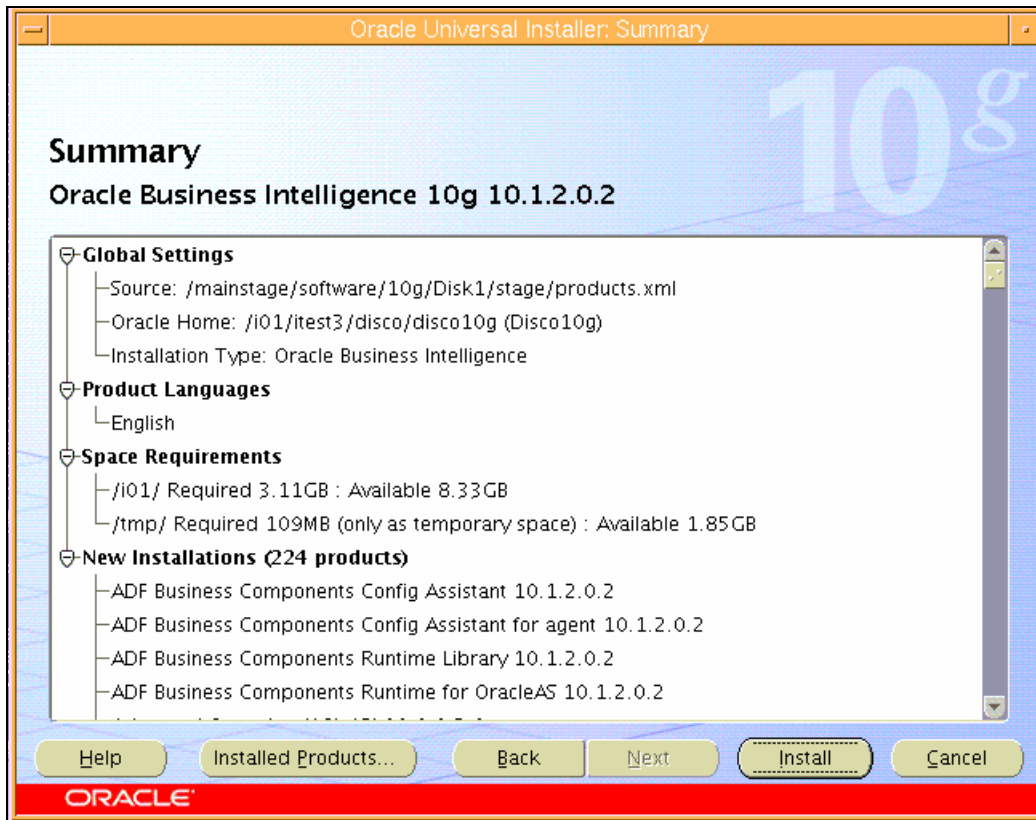 Oracle Universal Installer: Summary
10g
Summary
Oracle Business Intelligence 10g 10.1.2.0.2
Global Settings
Source: /mainstage/software/10g/Disk1/stage/products.xml
Oracle Home: /i01/itest3/disco/disco10g (Disco10g)
Installation Type: Oracle Business Intelligence
Product Languages
English
Space Requirements
/i01/ Required 3.11GB : Available 8.33GB
/tmp/ Required 109MB (only as temporary space) : Available 1.85GB
New Installations (224 products)
ADF Business Components Config Assistant 10.1.2.0.2
ADF Business Components Config Assistant for agent 10.1.2.0.2
ADF Business Components Runtime Library 10.1.2.0.2
ADF Business Components Runtime for OracleAS 10.1.2.0.2
Help Installed Products... Back Next Install Cancel
ORACLE